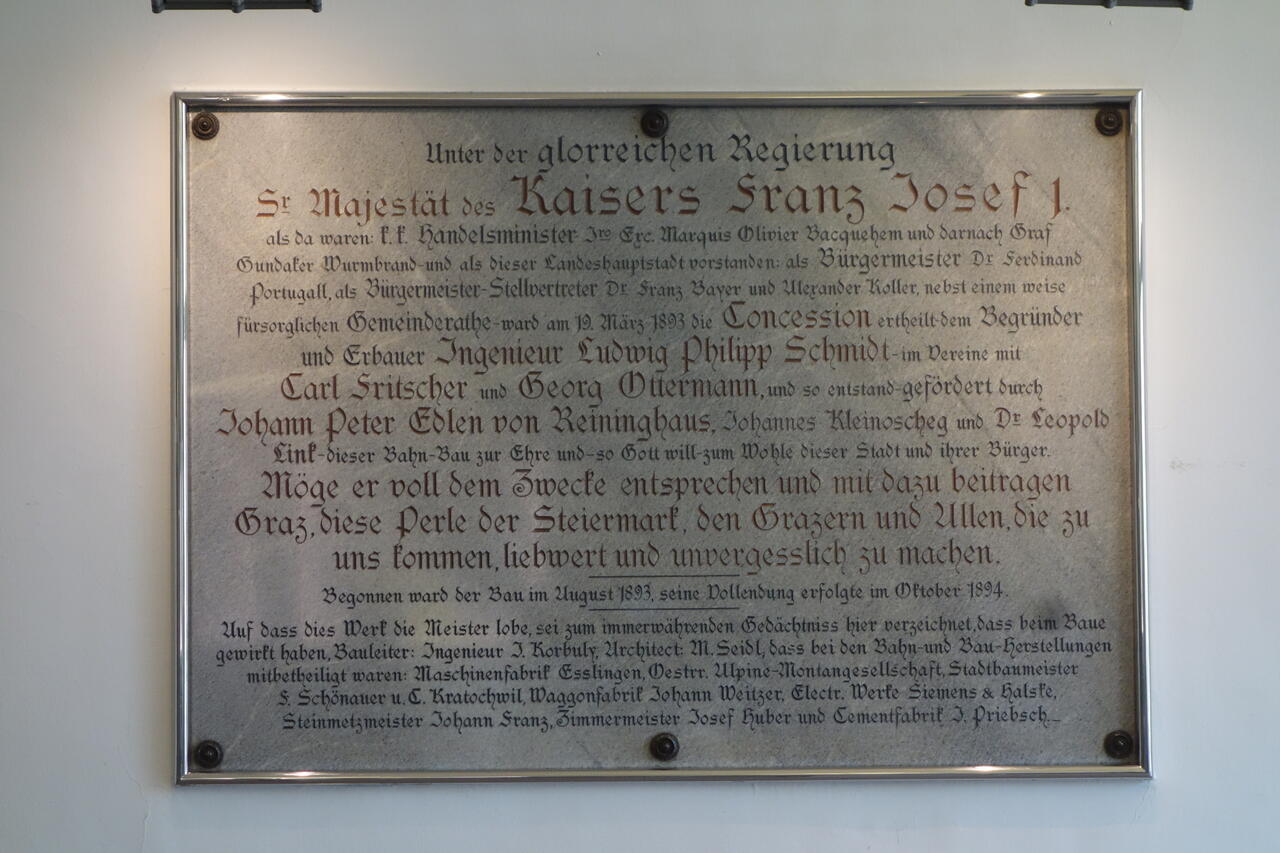 Unter der glorreichen Regierung
Sr Majestät des Kaisers Franz Josef I.
als da waren: k. k. Handelsminister Ire Exc. Marquis Olivier Bacquehem und darnach Graf
Gundaker Wurmbrand-und als dieser Landeshauptstadt vorstanden: als Bürgermeister Dr Ferdinand
Portugall, als Bürgermeister-Stellvertreter Dr Franz Bayer und Alexander Koller, nebst einem weise
fürsorglichen Gemeinderathe-ward am 19. März 1893 die Concession ertheilt-dem Begründer
und Erbauer Ingenieur Ludwig Philipp Schmidt-im Vereine mit
Carl Fritscher und Georg Ottermann, und so entstand-gefördert durch
Johann Peter Edlen von Reininghaus, Johannes Kleinoscheg und Dr Leopold
Link-dieser Bahn-Bau zur Ehre und-so Gott will-zum Wohle dieser Stadt und ihrer Bürger.
Möge er voll dem Zwecke entsprechen und mit dazu beitragen
Graz, diese Perle der Steiermark, den Grazern und Allen, die zu
uns kommen, liebwert und unvergesslich zu machen.
Begonnen ward der Bau im August 1893, seine Vollendung erfolgte im Oktober 1894.
Auf dass dies Werk die Meister lobe, sei zum immerwährenden Gedächtniss hier verzeichnet, dass beim Baue
gewirkt haben, Bauleiter: Ingenieur J. Korbuly, Architect: M. Seidl, dass bei den Bahn-und Bau-Herstellungen
mitbetheiligt waren: Maschinenfabrik Esslingen, Oestrr. Alpine-Montangesellschaft, Stadtbaumeister
F. Schönauer u. C. Kratochwil, Waggonfabrik Johann Weitzer, Electr. Werke Siemens & Halske,
Steinmetzmeister Johann Franz, Zimmermeister Josef Huber und Cementfabrik J. Priebsch.